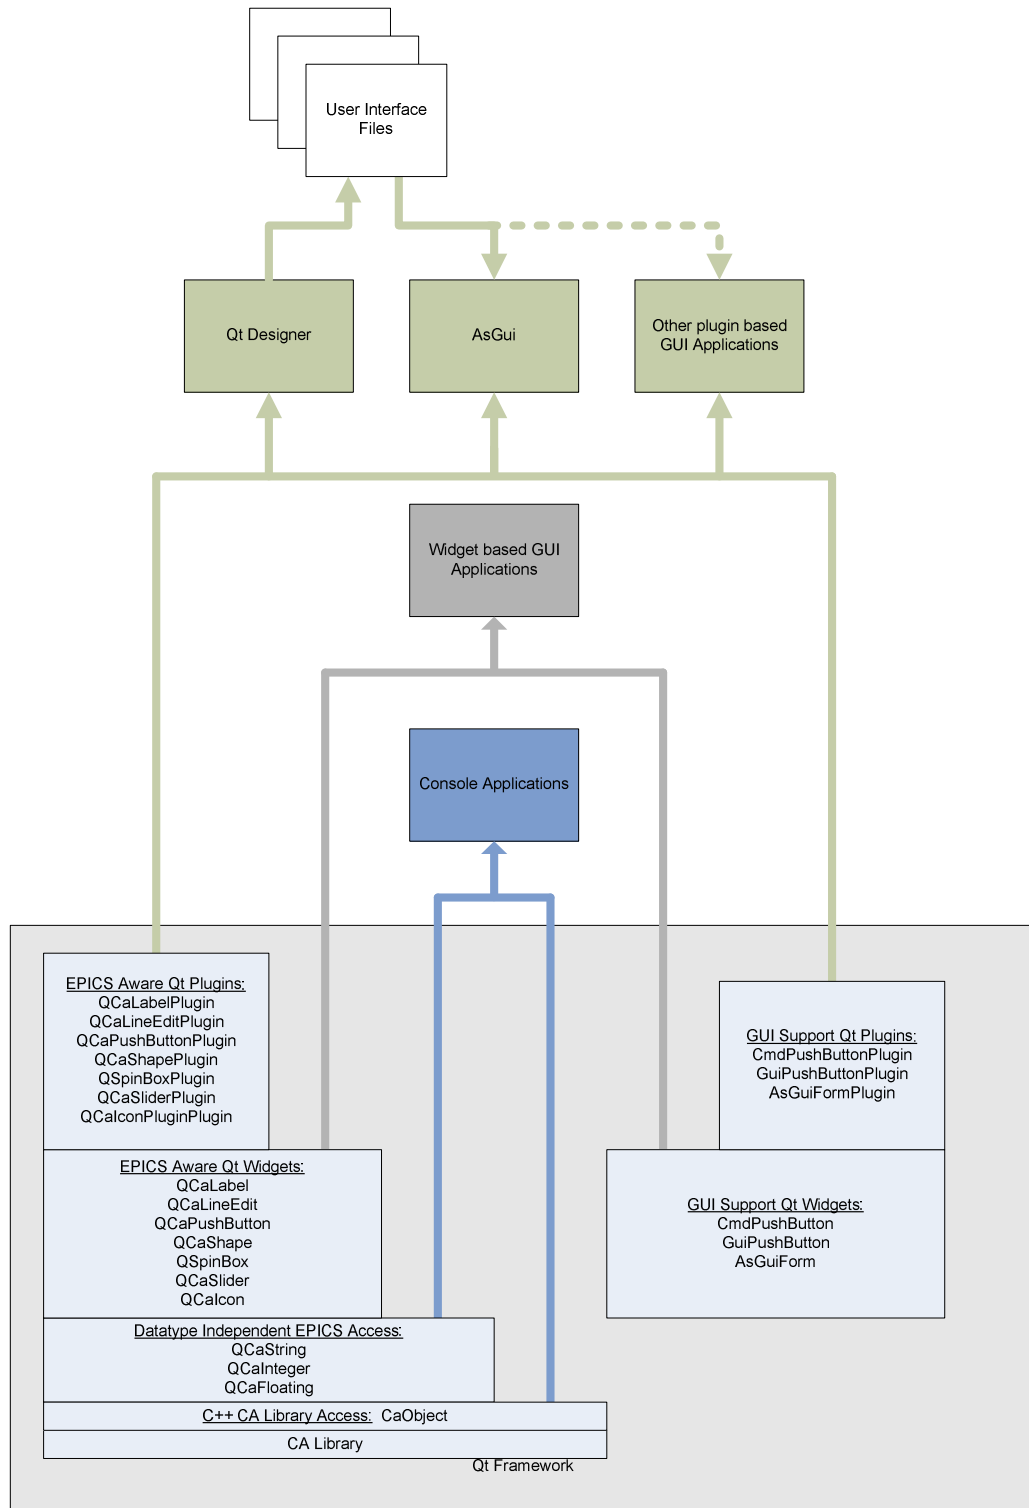 User Interface
Files
Qt Designer
AsGui
Other plugin based
GUI Applications
Widget based GUI
Applications
Console Applications
EPICS Aware Qt Plugins:
QCaLabelPlugin
QCaLineEditPlugin
QCaPushButtonPlugin
QCaShapePlugin
QSpinBoxPlugin
QCaSliderPlugin
QCaIconPluginPlugin
GUI Support Qt Plugins:
CmdPushButtonPlugin
GuiPushButtonPlugin
AsGuiFormPlugin
EPICS Aware Qt Widgets:
QCaLabel
QCaLineEdit
QCaPushButton
QCaShape
QSpinBox
QCaSlider
QCaIcon
GUI Support Qt Widgets:
CmdPushButton
GuiPushButton
AsGuiForm
Datatype Independent EPICS Access:
QCaString
QCaInteger
QCaFloating
C++ CA Library Access: CaObject
CA Library
Qt Framework